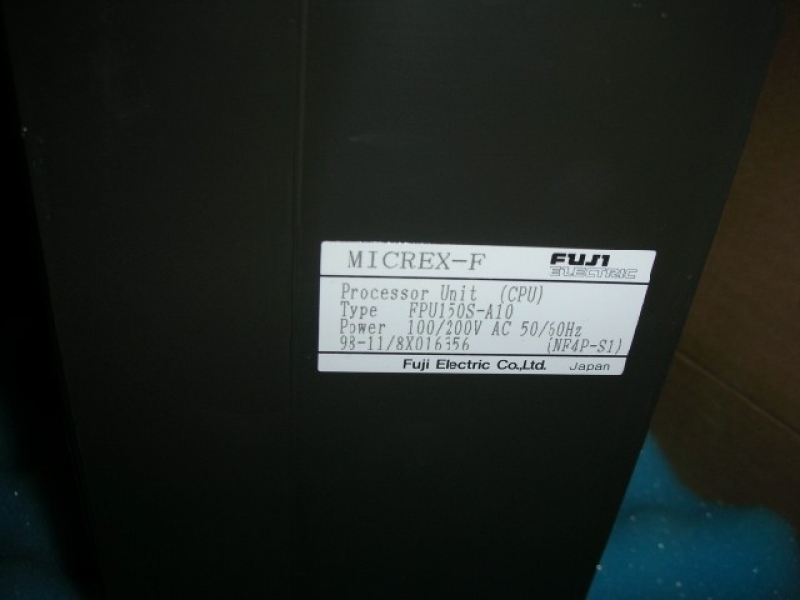 MICREX-F
FUJI
ELECTRIC
Processor Unit (CPU)
Type FPU150S-A10
Power 100/200V AC 50/60Hz
98-11/8X016356 (NF4P-S1)
Fuji Electric Co.,Ltd. Japan